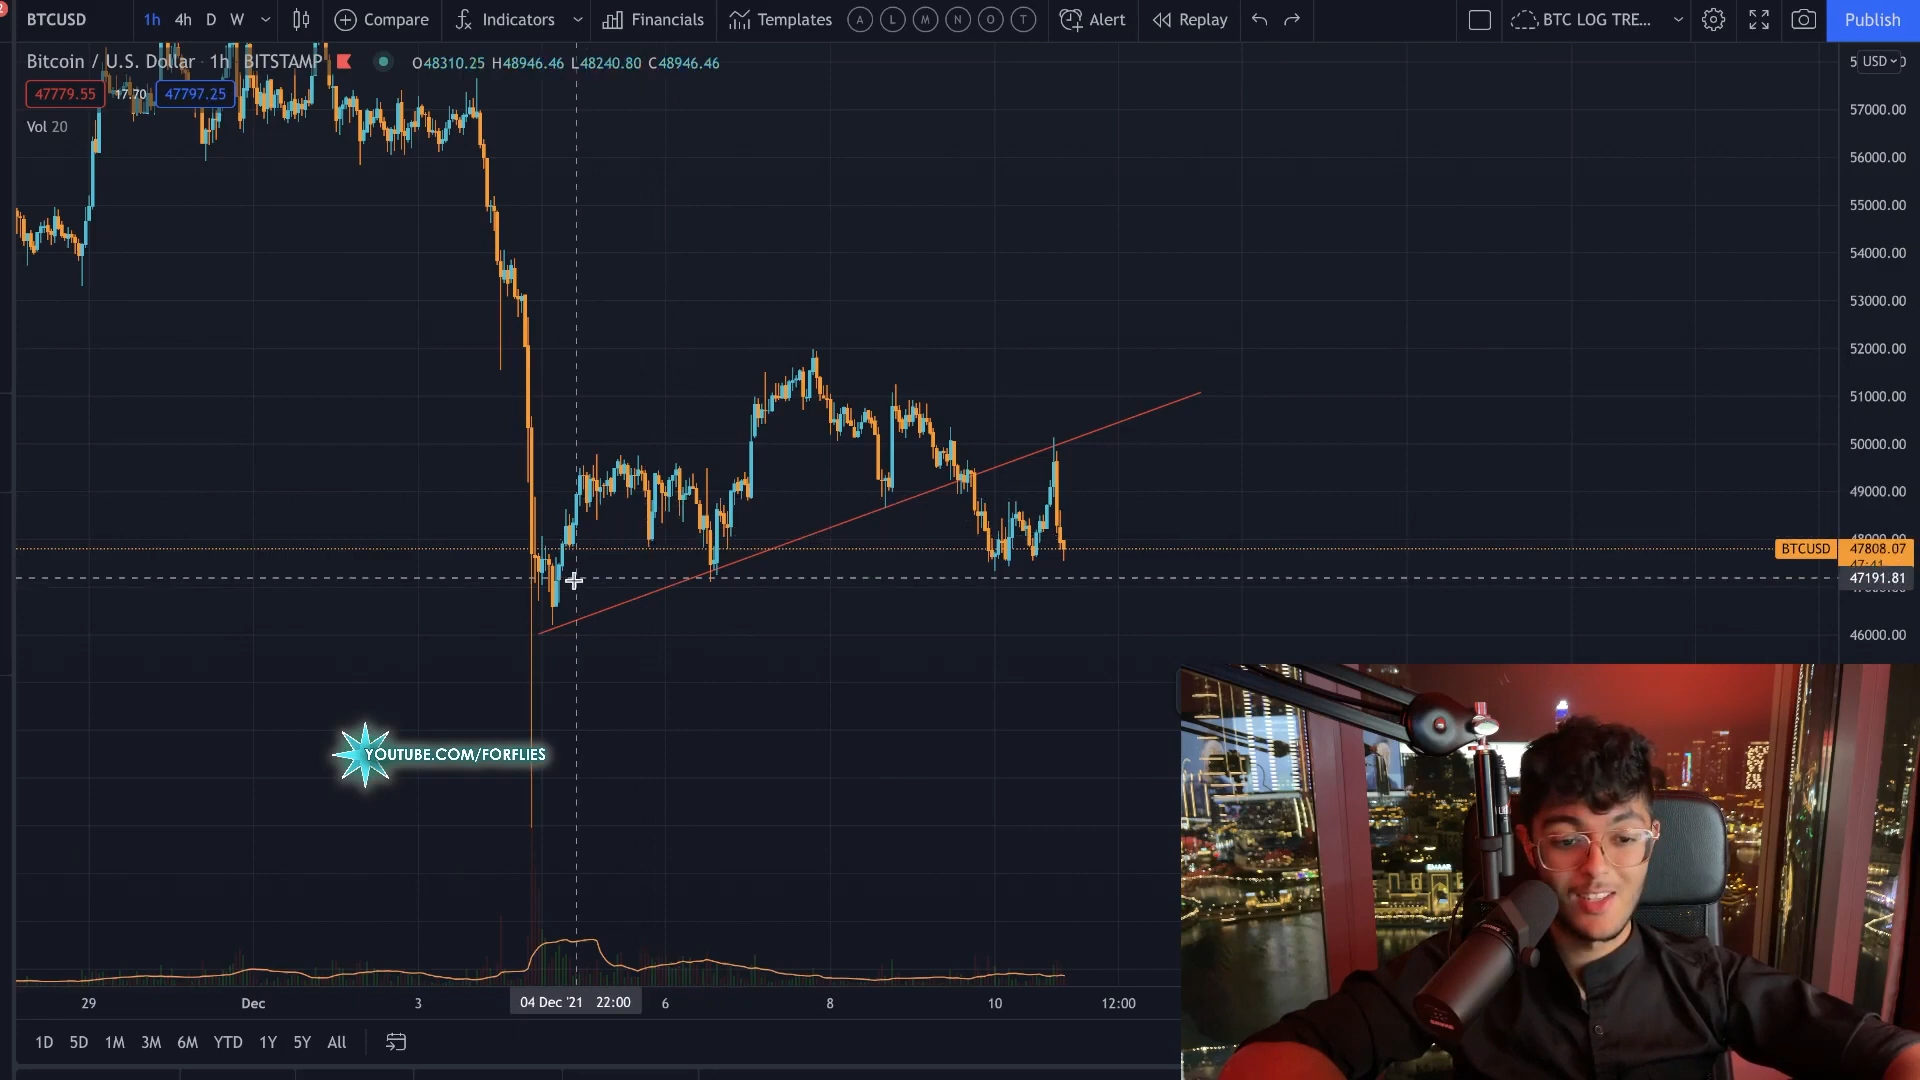 BTCUSD 1h 4h D W Compare Indicators Financials Templates A L M N O T Alert Replay BTC LOG TRE... Publish
Bitcoin / U.S. Dollar 1h BITSTAMP O48310.25 H48946.46 L48240.80 C48946.46
USD
47779.55 17.70 47797.25
57000.00
Vol 20
56000.00
55000.00
54000.00
53000.00
52000.00
51000.00
50000.00
49000.00
BTCUSD 47808.07
47:41
47191.81
46000.00
YOUTUBE.COM/FORFLIES
EMAAR
29 Dec 3 04 Dec '21 22:00 6 8 10 12:00
1D 5D 1M 3M 6M YTD 1Y 5Y All